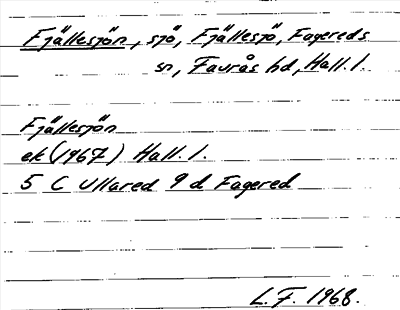 Fjällesjön, sjö, Fjällesjö, Fagereds
sn, Faurås hd, Hall. l.
Fjällesjön
ek (1967) Hall. l.
5 C Ullared 9 d Fagered
L.F. 1968.